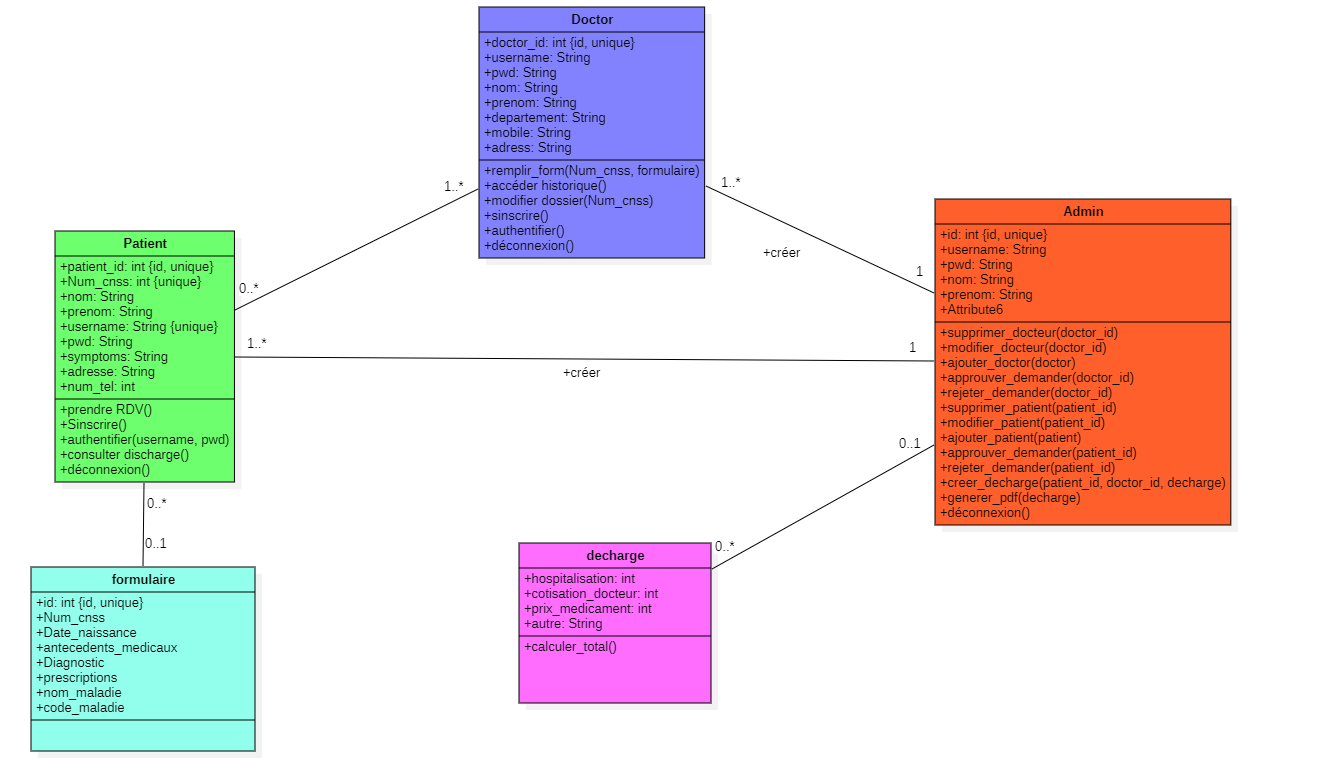 Doctor
+doctor_id: int {id, unique}
+username: String
+pwd: String
+nom: String
+prenom: String
+departement: String
+mobile: String
+adress: String
+remplir_form(Num_cnss, formulaire)
+accéder historique()
+modifier dossier(Num_cnss)
+sinscrire()
+authentifier()
+déconnexion()
1..*
0..*
1..*
+créer
1
Patient
+patient_id: int {id, unique}
+Num_cnss: int {unique}
+nom: String
+prenom: String
+username: String {unique}
+pwd: String
+symptoms: String
+adresse: String
+num_tel: int
+prendre RDV()
+Sinscrire()
+authentifier(username, pwd)
+consulter discharge()
+déconnexion()
1..*
+créer
1
Admin
+id: int {id, unique}
+username: String
+pwd: String
+nom: String
+prenom: String
+Attribute6
+supprimer_docteur(doctor_id)
+modifier_docteur(doctor_id)
+ajouter_doctor(doctor)
+approuver_demander(doctor_id)
+rejeter_demander(doctor_id)
+supprimer_patient(patient_id)
+modifier_patient(patient_id)
+ajouter_patient(patient)
+approuver_demander(patient_id)
+rejeter_demander(patient_id)
+creer_decharge(patient_id, doctor_id, decharge)
+generer_pdf(decharge)
+déconnexion()
0..1
0..*
0..*
0..1
formulaire
+id: int {id, unique}
+Num_cnss
+Date_naissance
+antecedents_medicaux
+Diagnostic
+prescriptions
+nom_maladie
+code_maladie
decharge
+hospitalisation: int
+cotisation_docteur: int
+prix_medicament: int
+autre: String
+calculer_total()